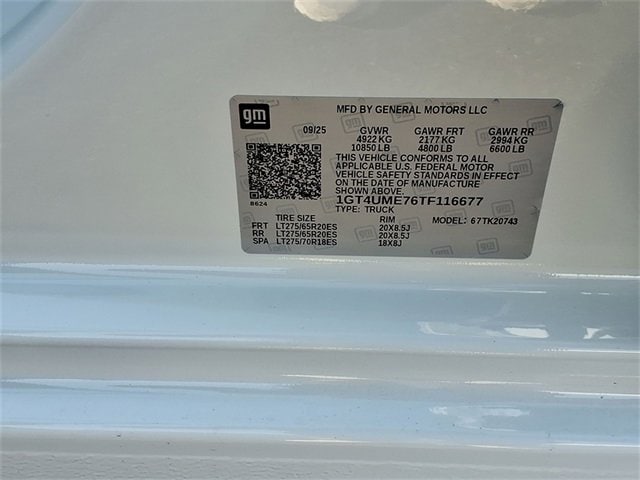 gm
MFD BY GENERAL MOTORS LLC
09/25 GVWR GAWR FRT GAWR RR
4922 KG 2177 KG 2994 KG
10850 LB 4800 LB 6600 LB
THIS VEHICLE CONFORMS TO ALL
APPLICABLE U.S. FEDERAL MOTOR
VEHICLE SAFETY STANDARDS IN EFFECT
ON THE DATE OF MANUFACTURE
SHOWN ABOVE.
8624
1GT4UME76TF116677
TYPE: TRUCK
MODEL: 67TK20743
TIRE SIZE RIM
FRT LT275/65R20ES 20X8.5J
RR LT275/65R20ES 20X8.5J
SPA LT275/70R18ES 18X8J